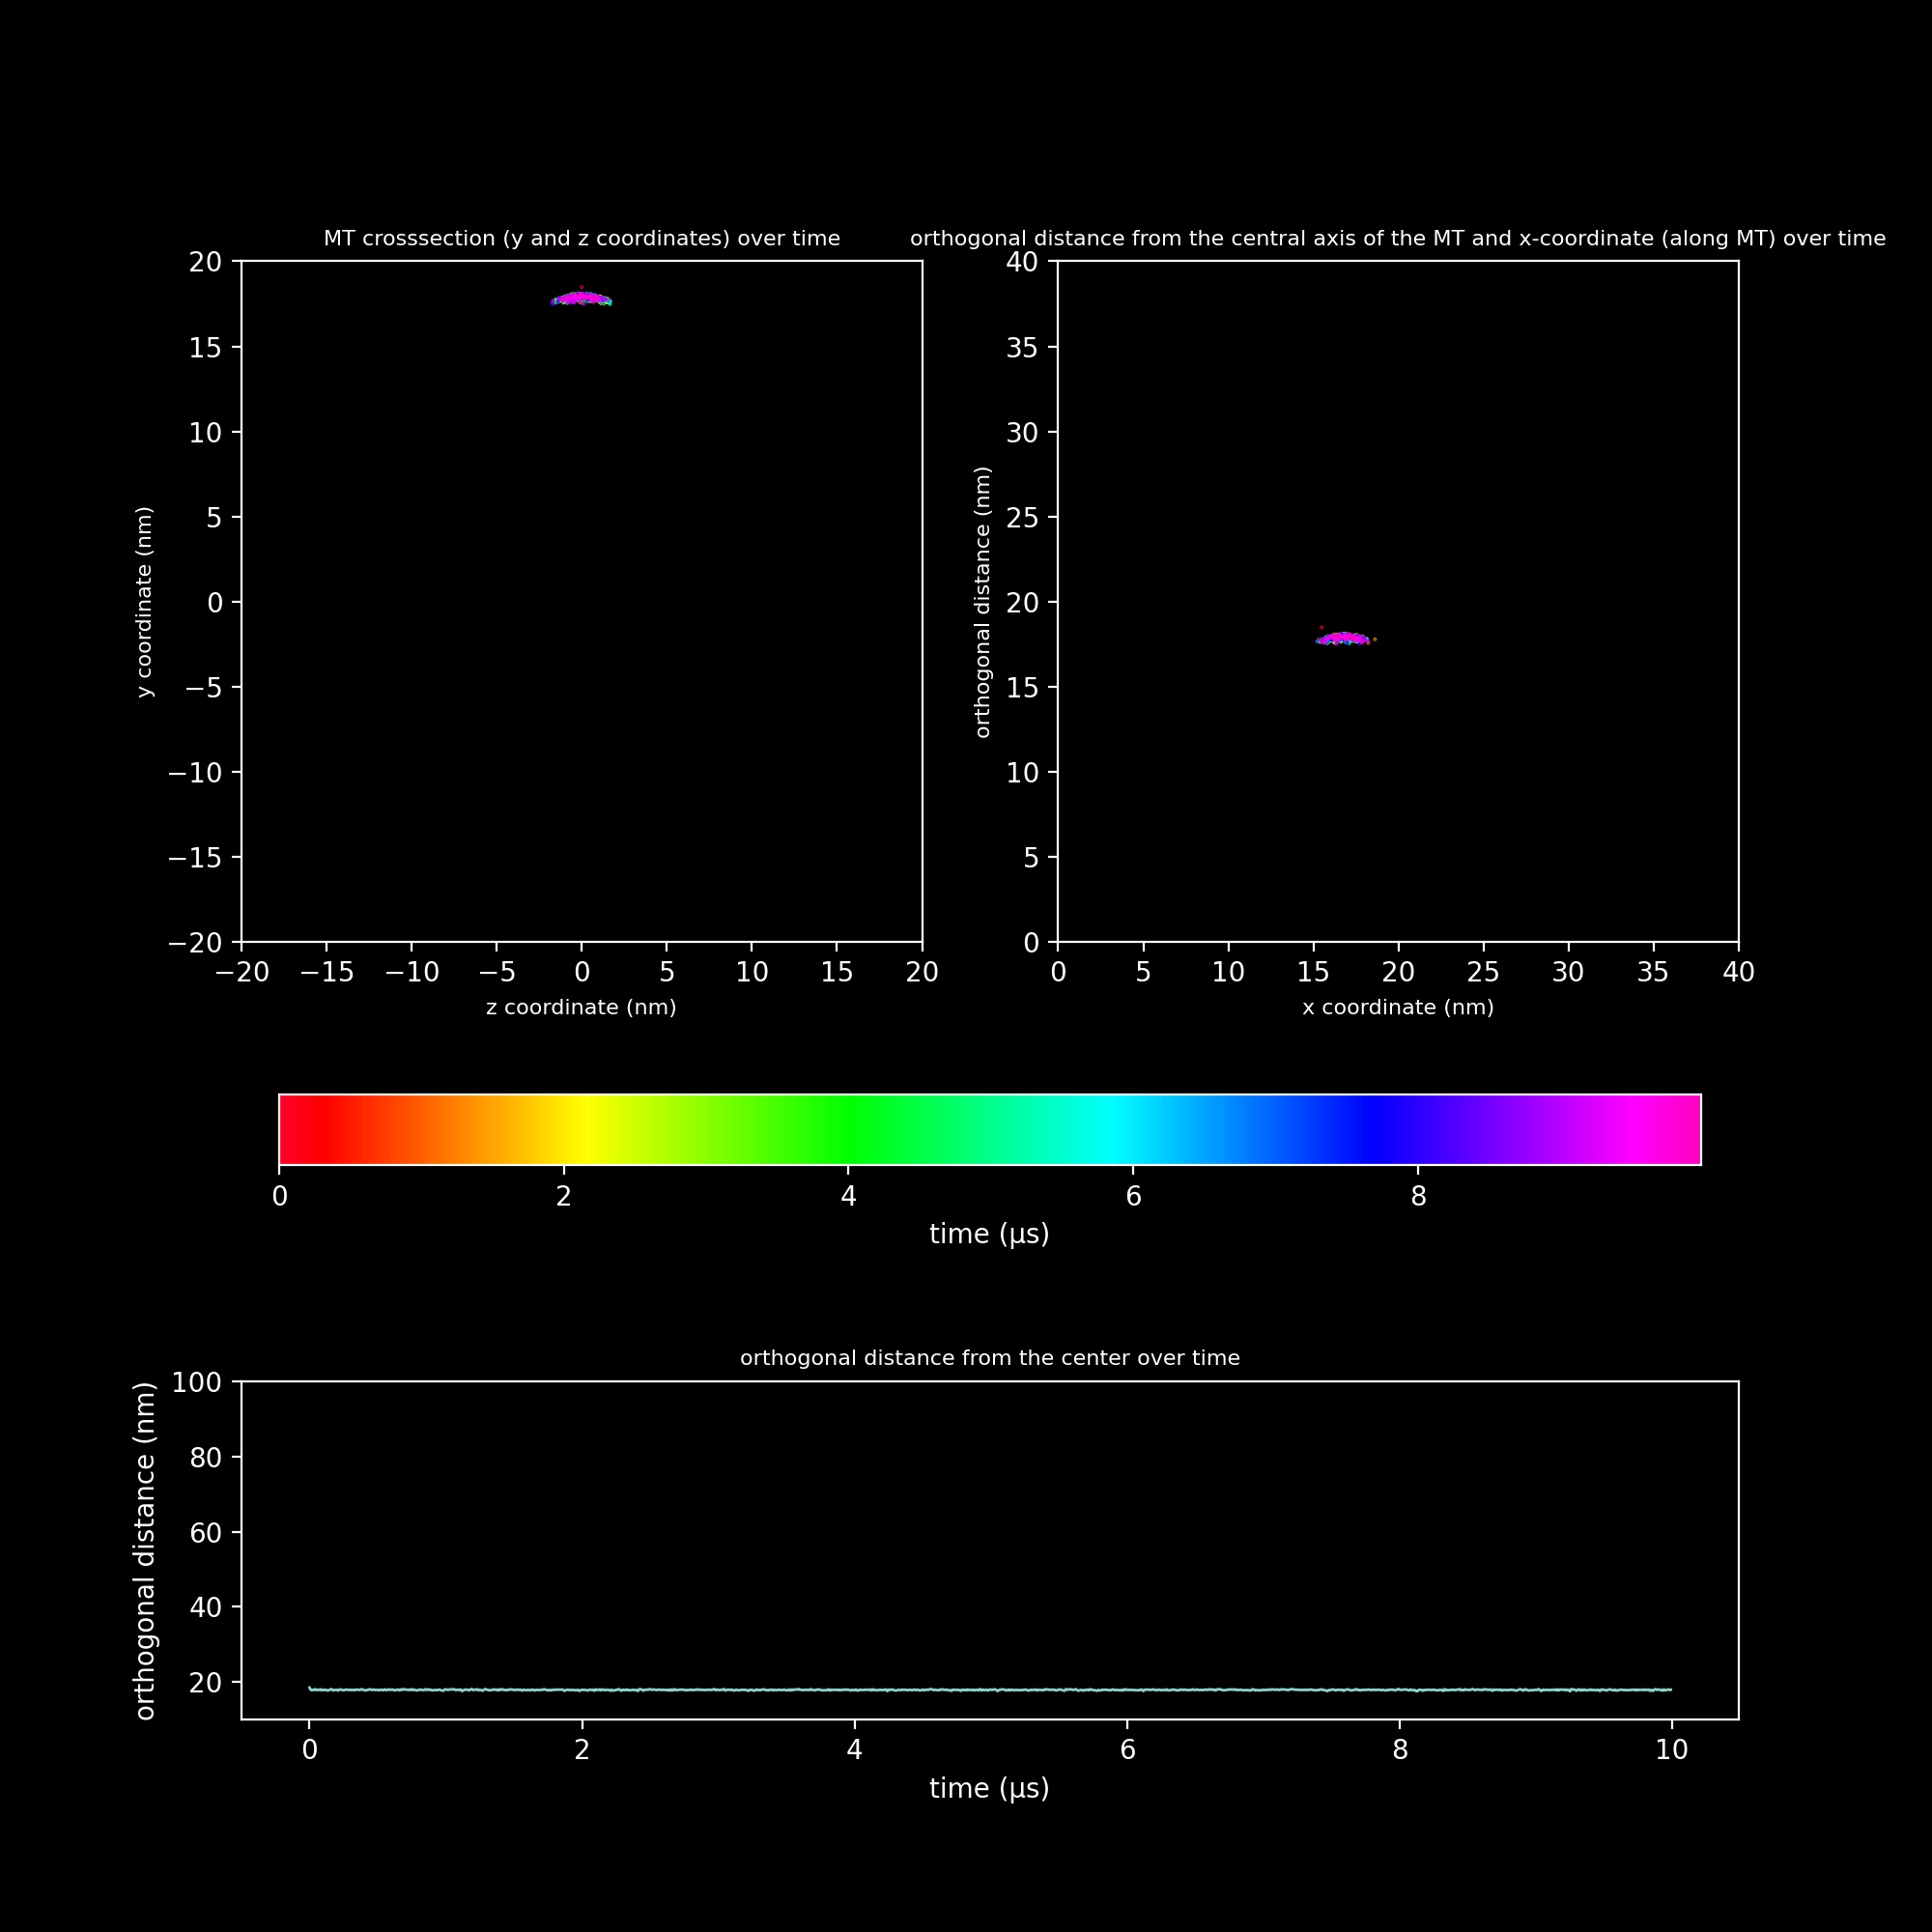 MT crosssection (y and z coordinates) over time
orthogonal distance from the central axis of the MT and x-coordinate (along MT) over time
y coordinate (nm)
20
15
10
5
0
−5
−10
−15
−20
−20 −15 −10 −5 0 5 10 15 20
z coordinate (nm)
orthogonal distance (nm)
40
35
30
25
20
15
10
5
0
0 5 10 15 20 25 30 35 40
x coordinate (nm)
0 2 4 6 8
time (µs)
orthogonal distance from the center over time
orthogonal distance (nm)
100
80
60
40
20
0 2 4 6 8 10
time (µs)